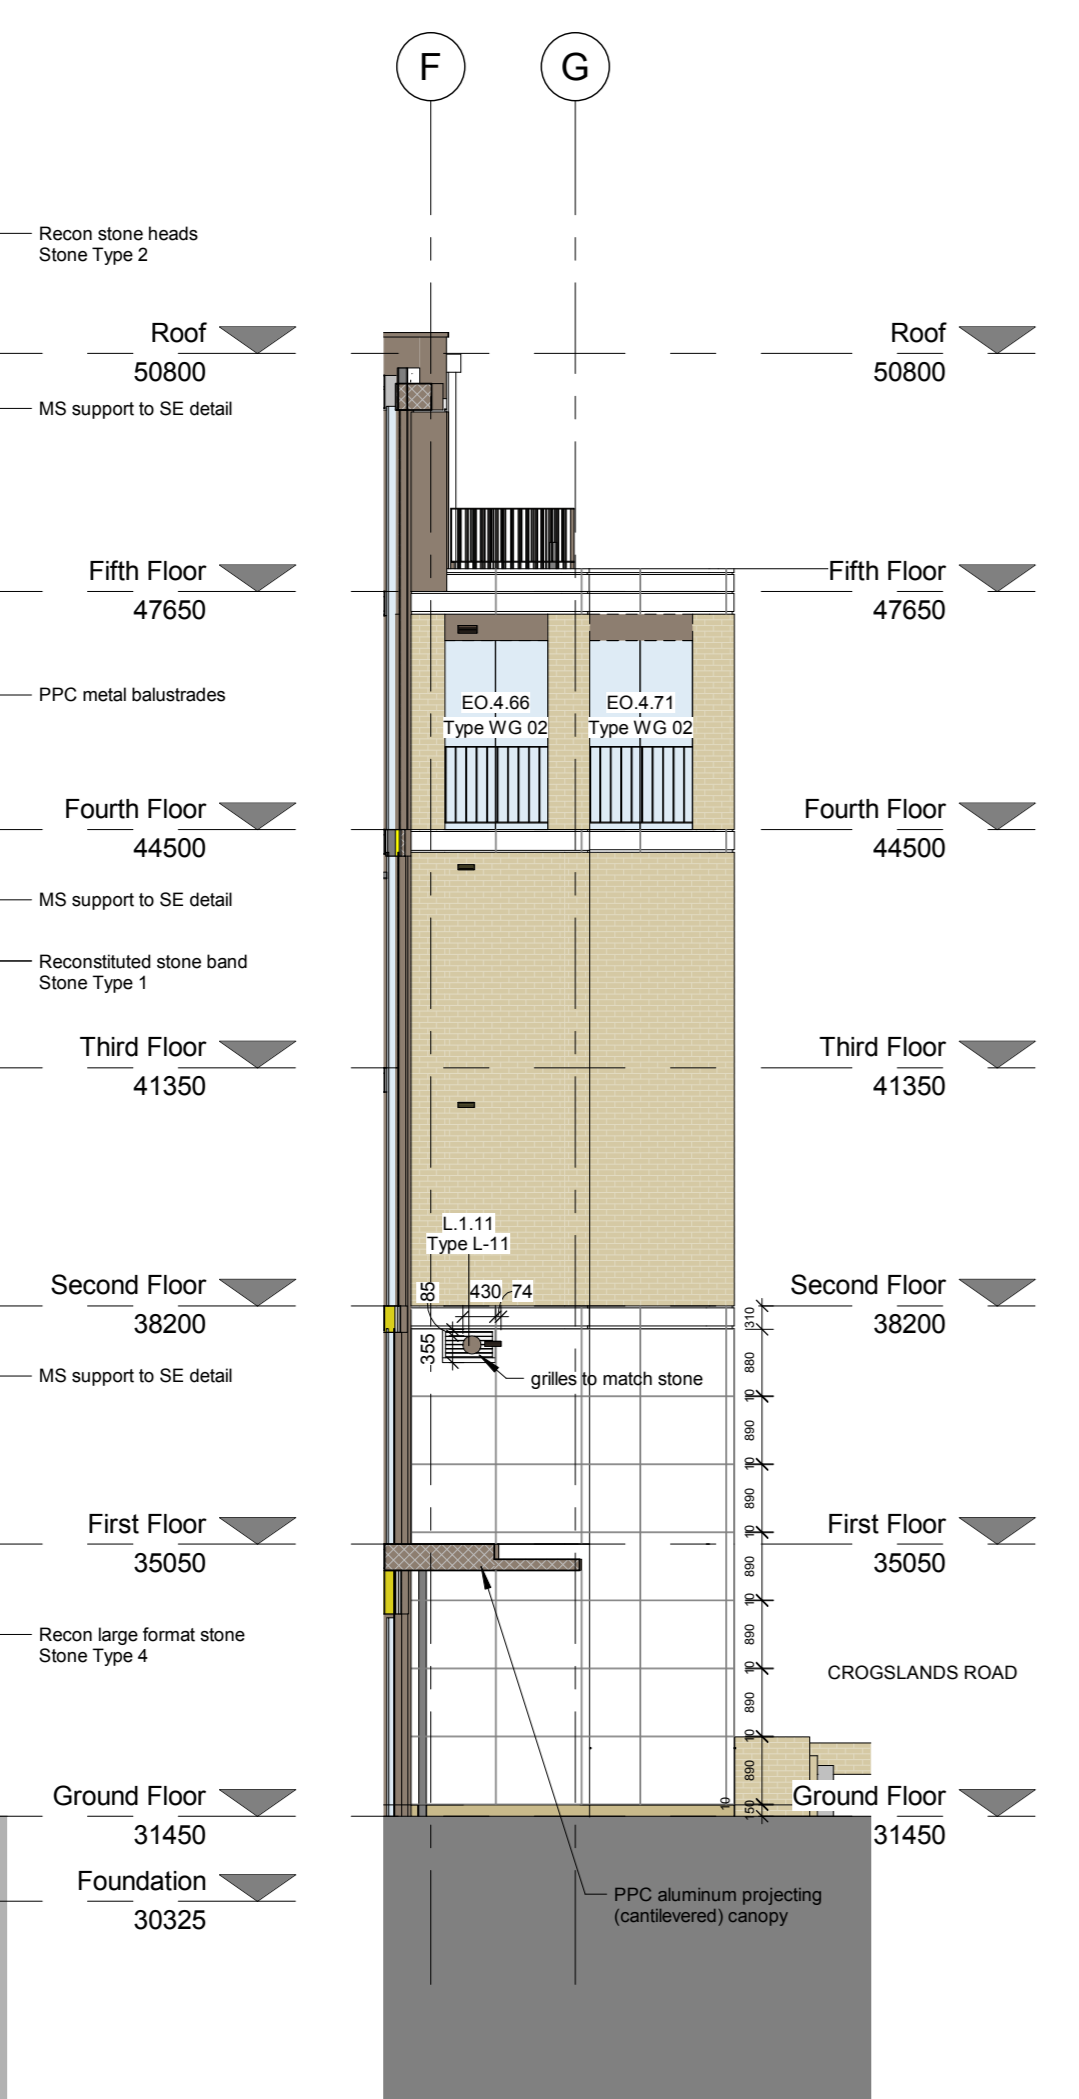 F
G
Recon stone heads
Stone Type 2
Roof
50800
Roof
50800
MS support to SE detail
Fifth Floor
47650
Fifth Floor
47650
PPC metal balustrades
EO.4.66
Type WG 02
EO.4.71
Type WG 02
Fourth Floor
44500
Fourth Floor
44500
MS support to SE detail
Reconstituted stone band
Stone Type 1
Third Floor
41350
Third Floor
41350
L.1.11
Type L-11
Second Floor
38200
85
430
74
355
Second Floor
38200
310
880
MS support to SE detail
grilles to match stone
10
890
10
890
10
First Floor
35050
First Floor
35050
890
10
890
10
890
10
890
10
150
Recon large format stone
Stone Type 4
CROGSLANDS ROAD
Ground Floor
31450
Ground Floor
31450
Foundation
30325
PPC aluminum projecting
(cantilevered) canopy